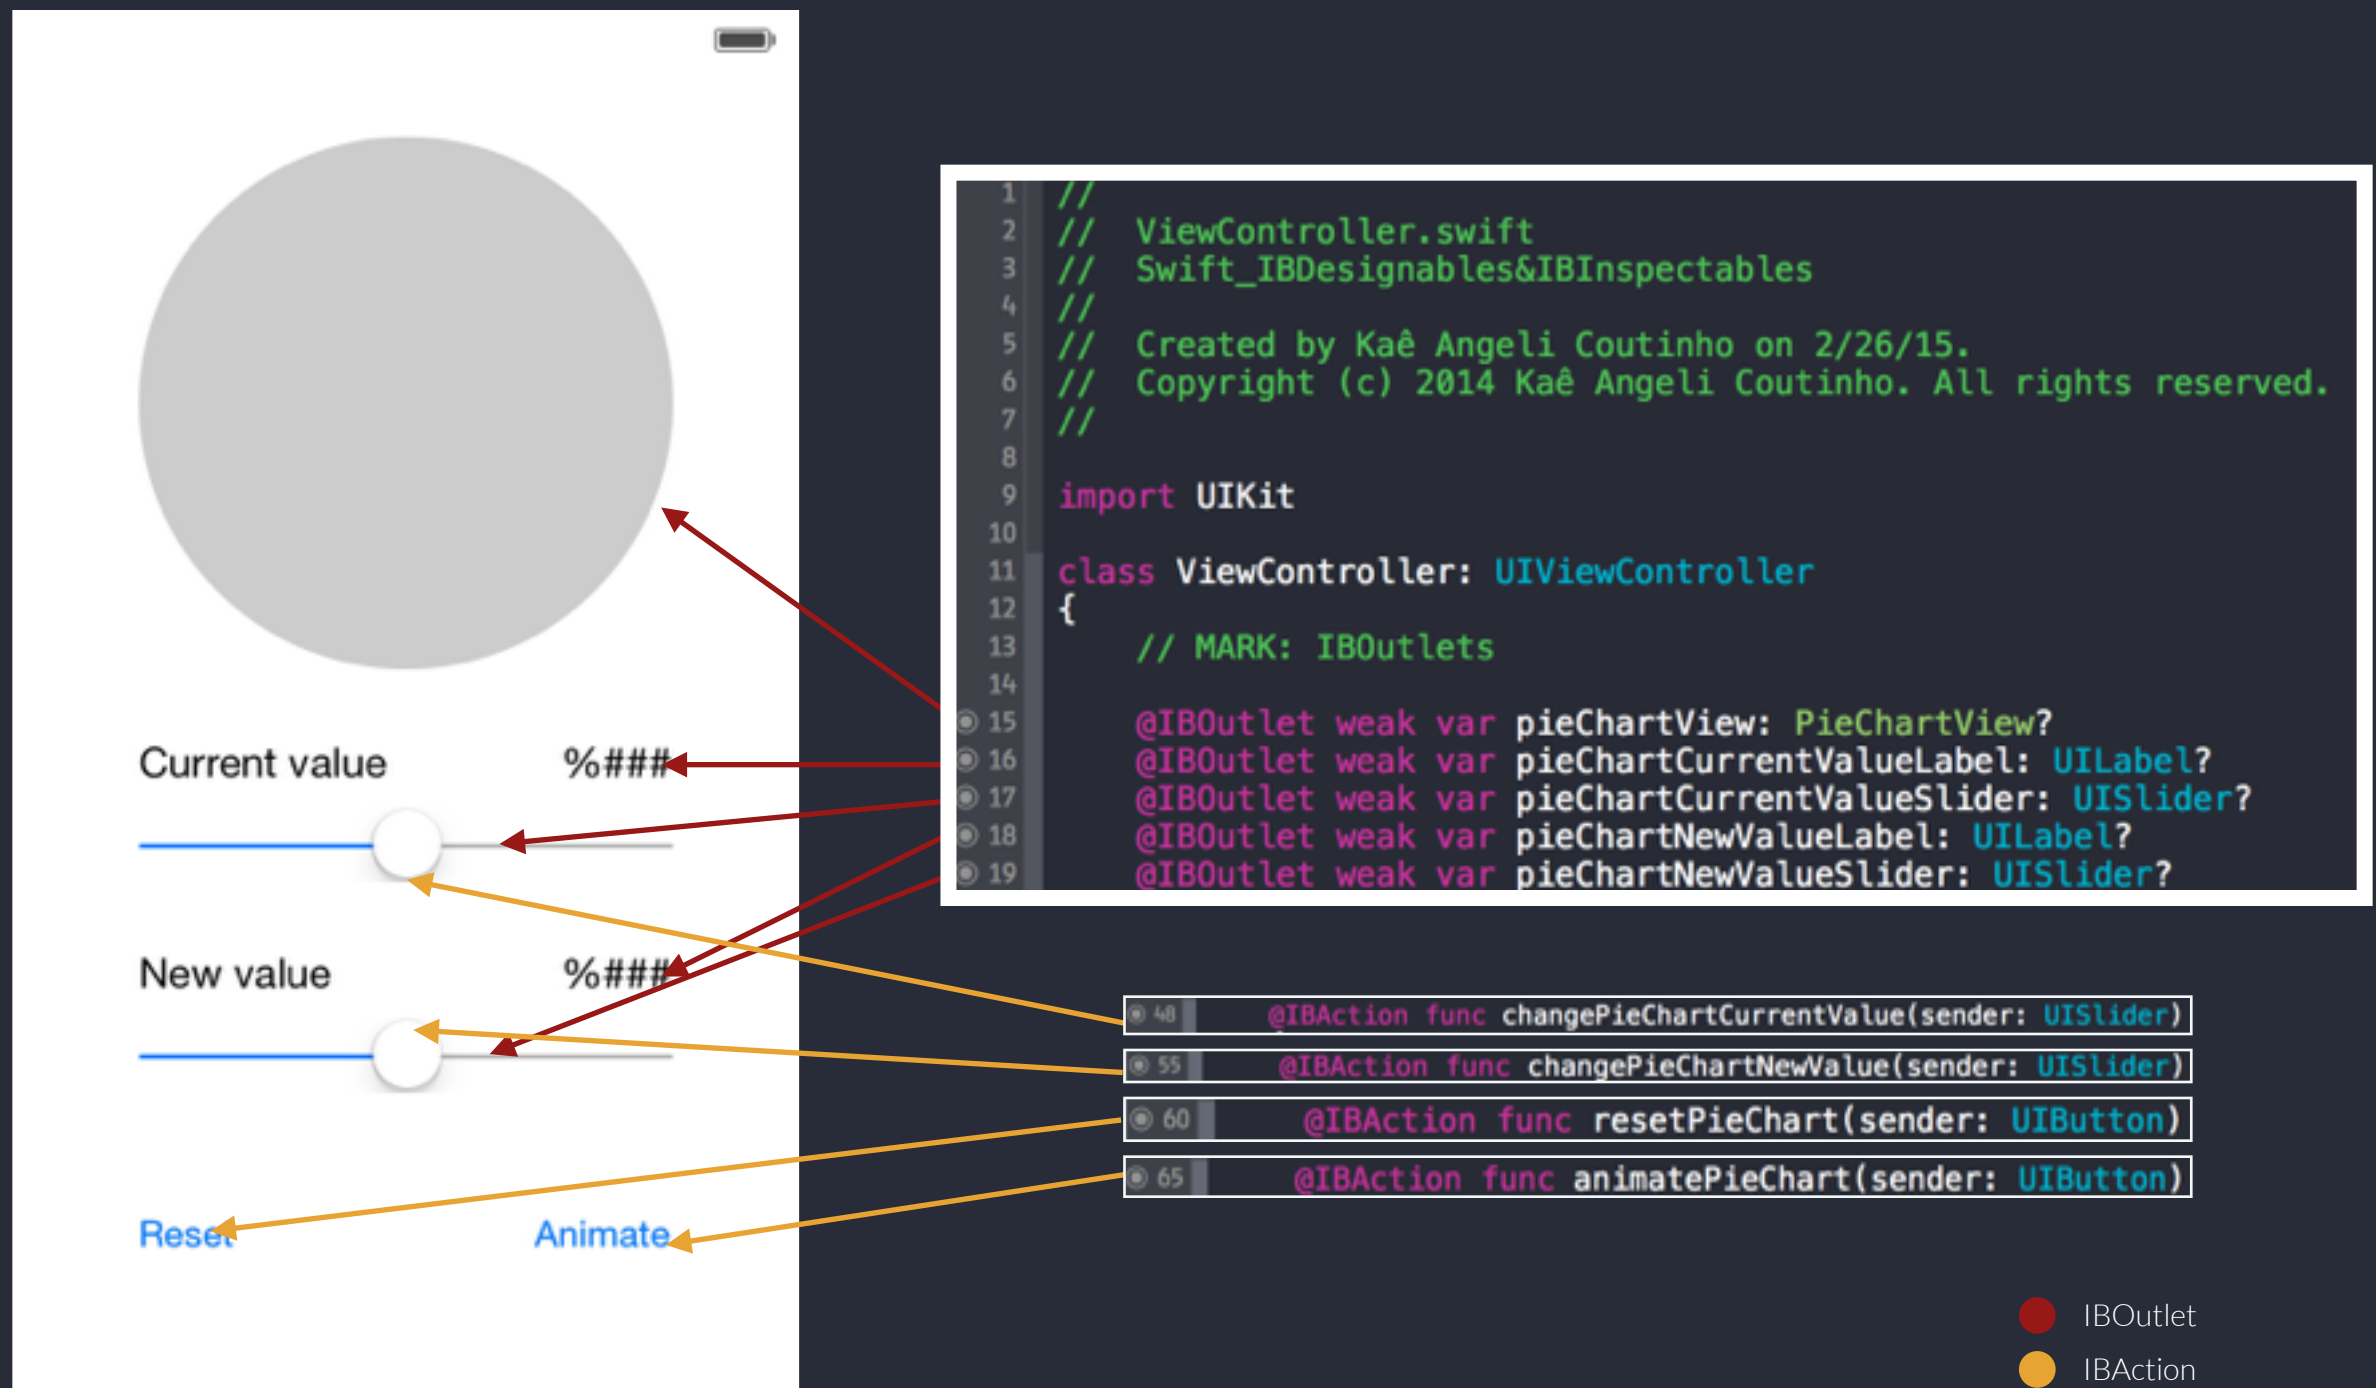 Current value %###
New value %###
Reset Animate
1 //
2 // ViewController.swift
3 // Swift_IBDesignables&IBInspectables
4 //
5 // Created by Kaê Angeli Coutinho on 2/26/15.
6 // Copyright (c) 2014 Kaê Angeli Coutinho. All rights reserved.
7 //
8
9 import UIKit
10
11 class ViewController: UIViewController
12 {
13 // MARK: IBOutlets
14
15 @IBOutlet weak var pieChartView: PieChartView?
16 @IBOutlet weak var pieChartCurrentValueLabel: UILabel?
17 @IBOutlet weak var pieChartCurrentValueSlider: UISlider?
18 @IBOutlet weak var pieChartNewValueLabel: UILabel?
19 @IBOutlet weak var pieChartNewValueSlider: UISlider?
48 @IBAction func changePieChartCurrentValue(sender: UISlider)
55 @IBAction func changePieChartNewValue(sender: UISlider)
60 @IBAction func resetPieChart(sender: UIButton)
65 @IBAction func animatePieChart(sender: UIButton)
IBOutlet
IBAction